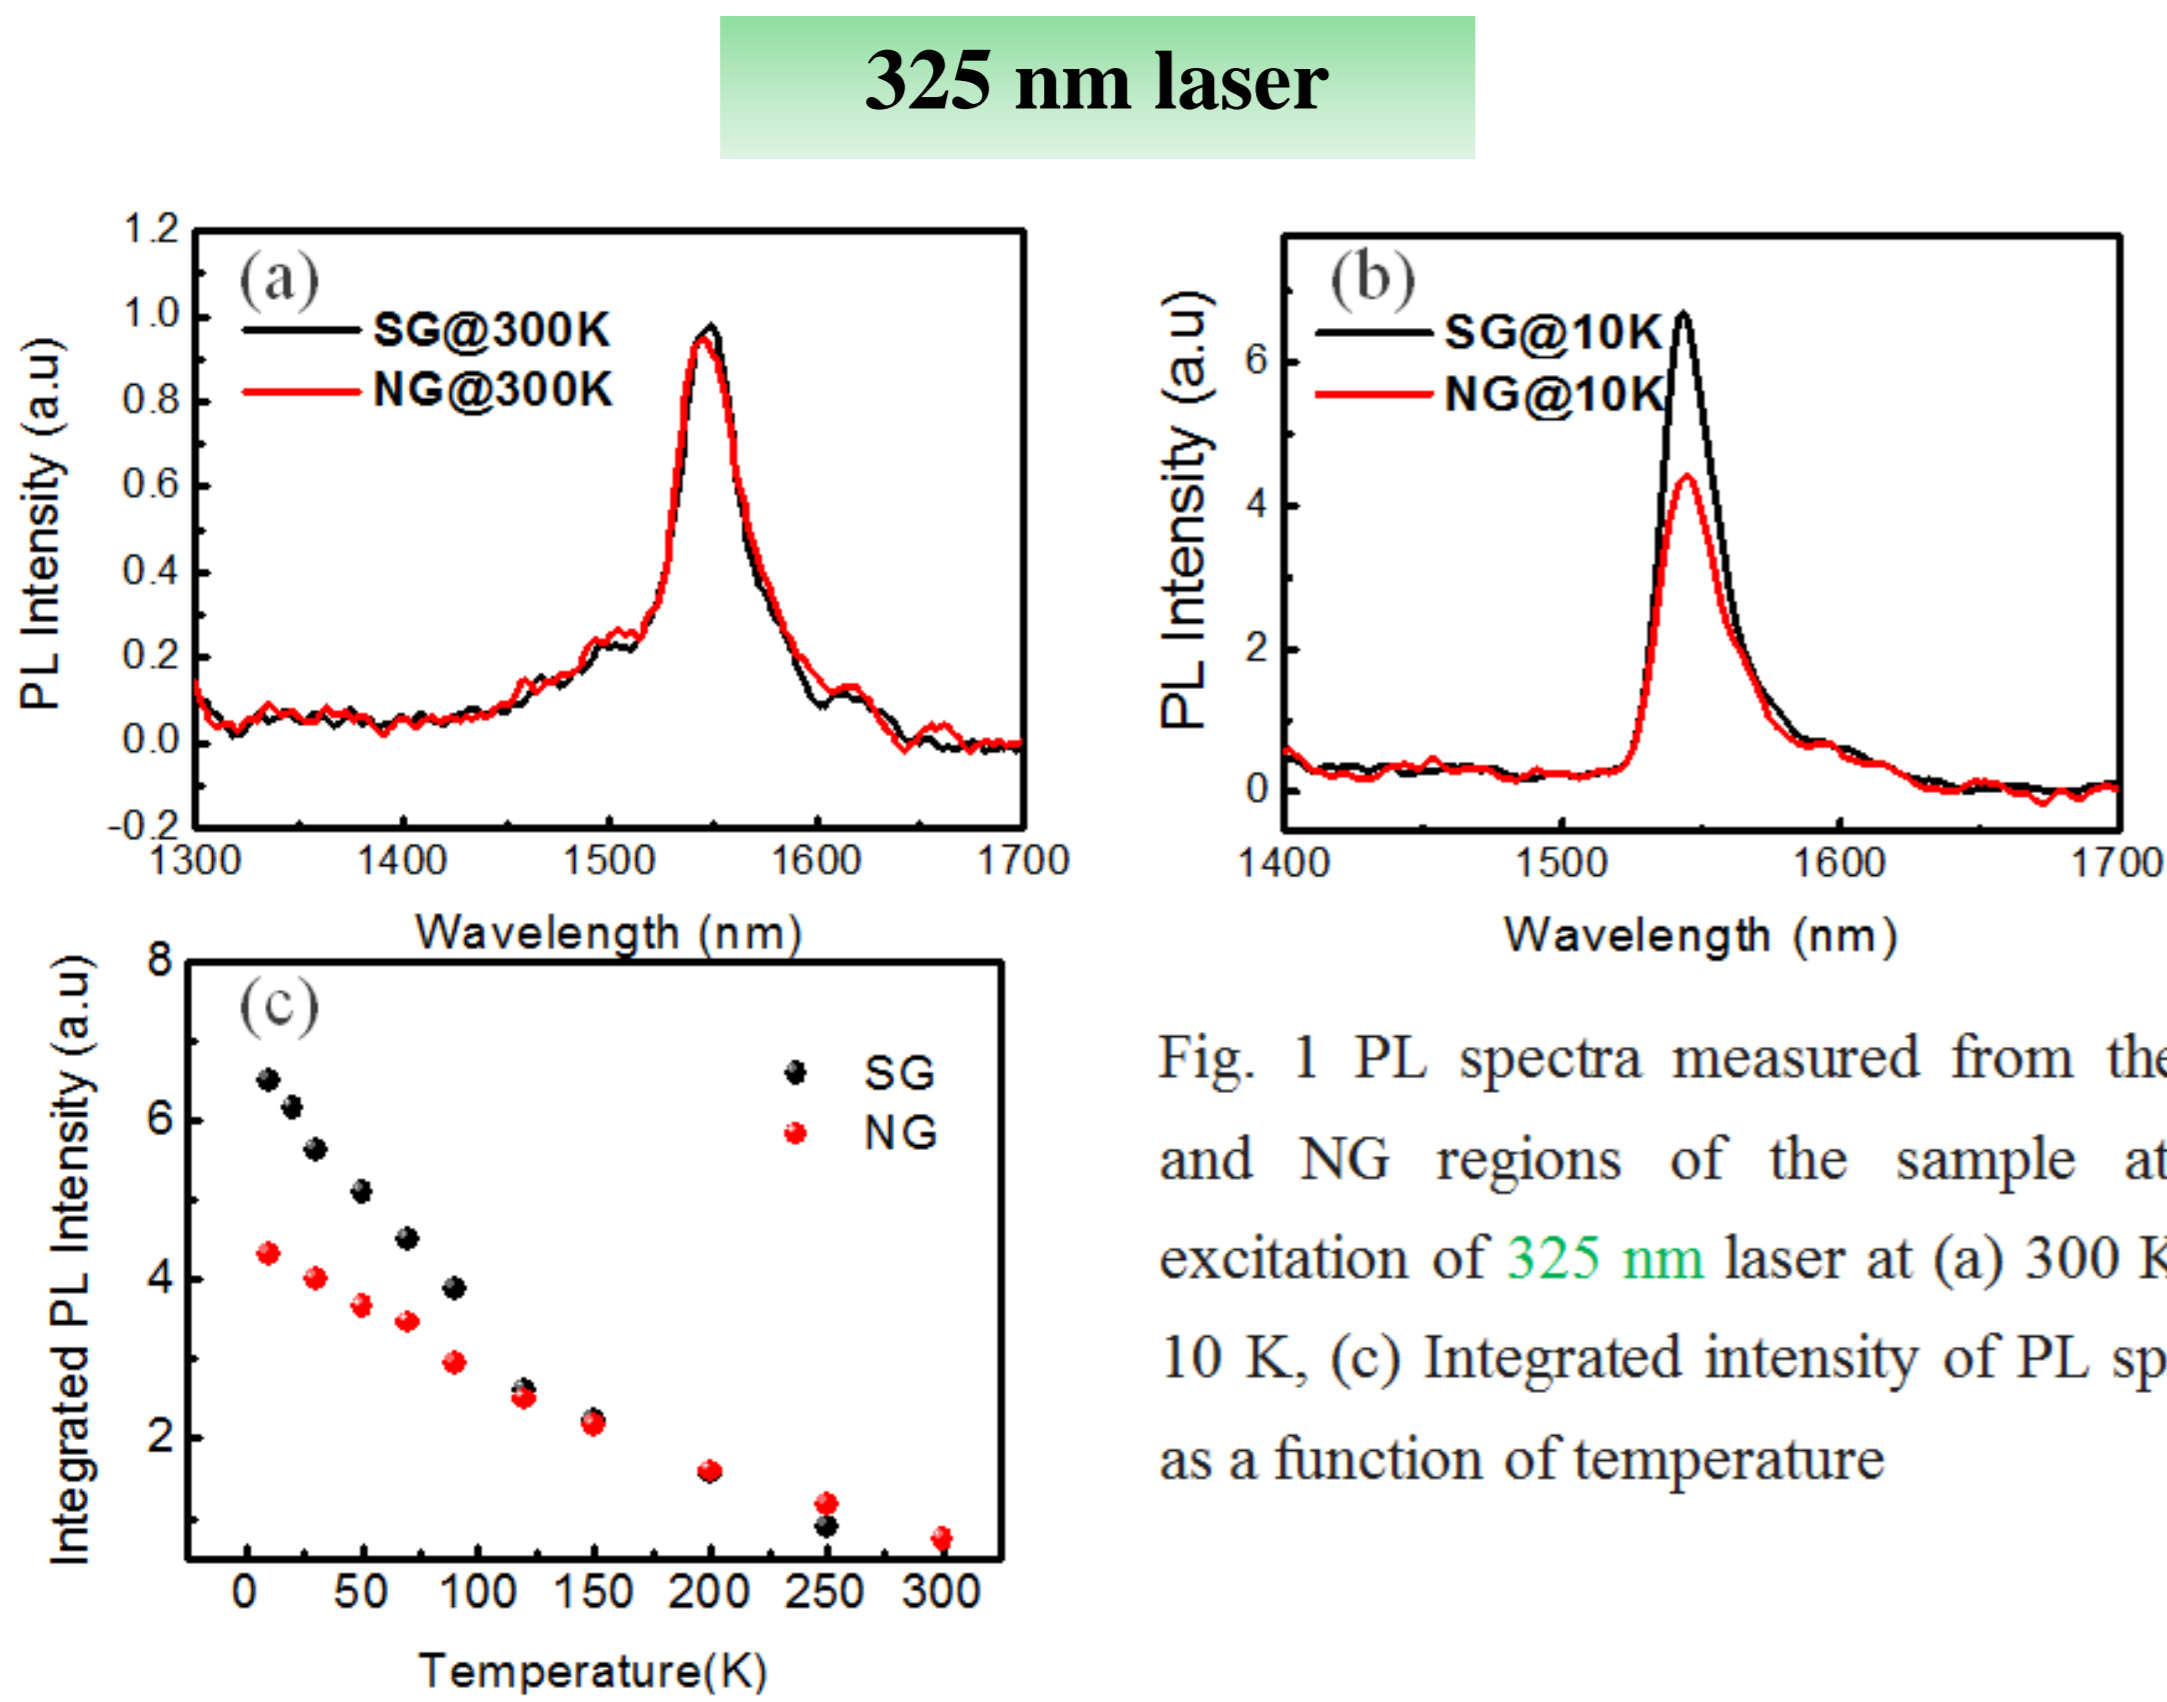 325 nm laser
(a)
SG@300K
NG@300K
PL Intensity (a.u)
1.2
1.0
0.8
0.6
0.4
0.2
0.0
-0.2
1300 1400 1500 1600 1700
Wavelength (nm)
(b)
SG@10K
NG@10K
PL Intensity (a.u)
6
4
2
0
1400 1500 1600 1700
Wavelength (nm)
(c)
SG
NG
Integrated PL Intensity (a.u)
8
6
4
2
0 50 100 150 200 250 300
Temperature(K)
Fig. 1 PL spectra measured from the
and NG regions of the sample at
excitation of 325 nm laser at (a) 300 K
10 K, (c) Integrated intensity of PL sp
as a function of temperature